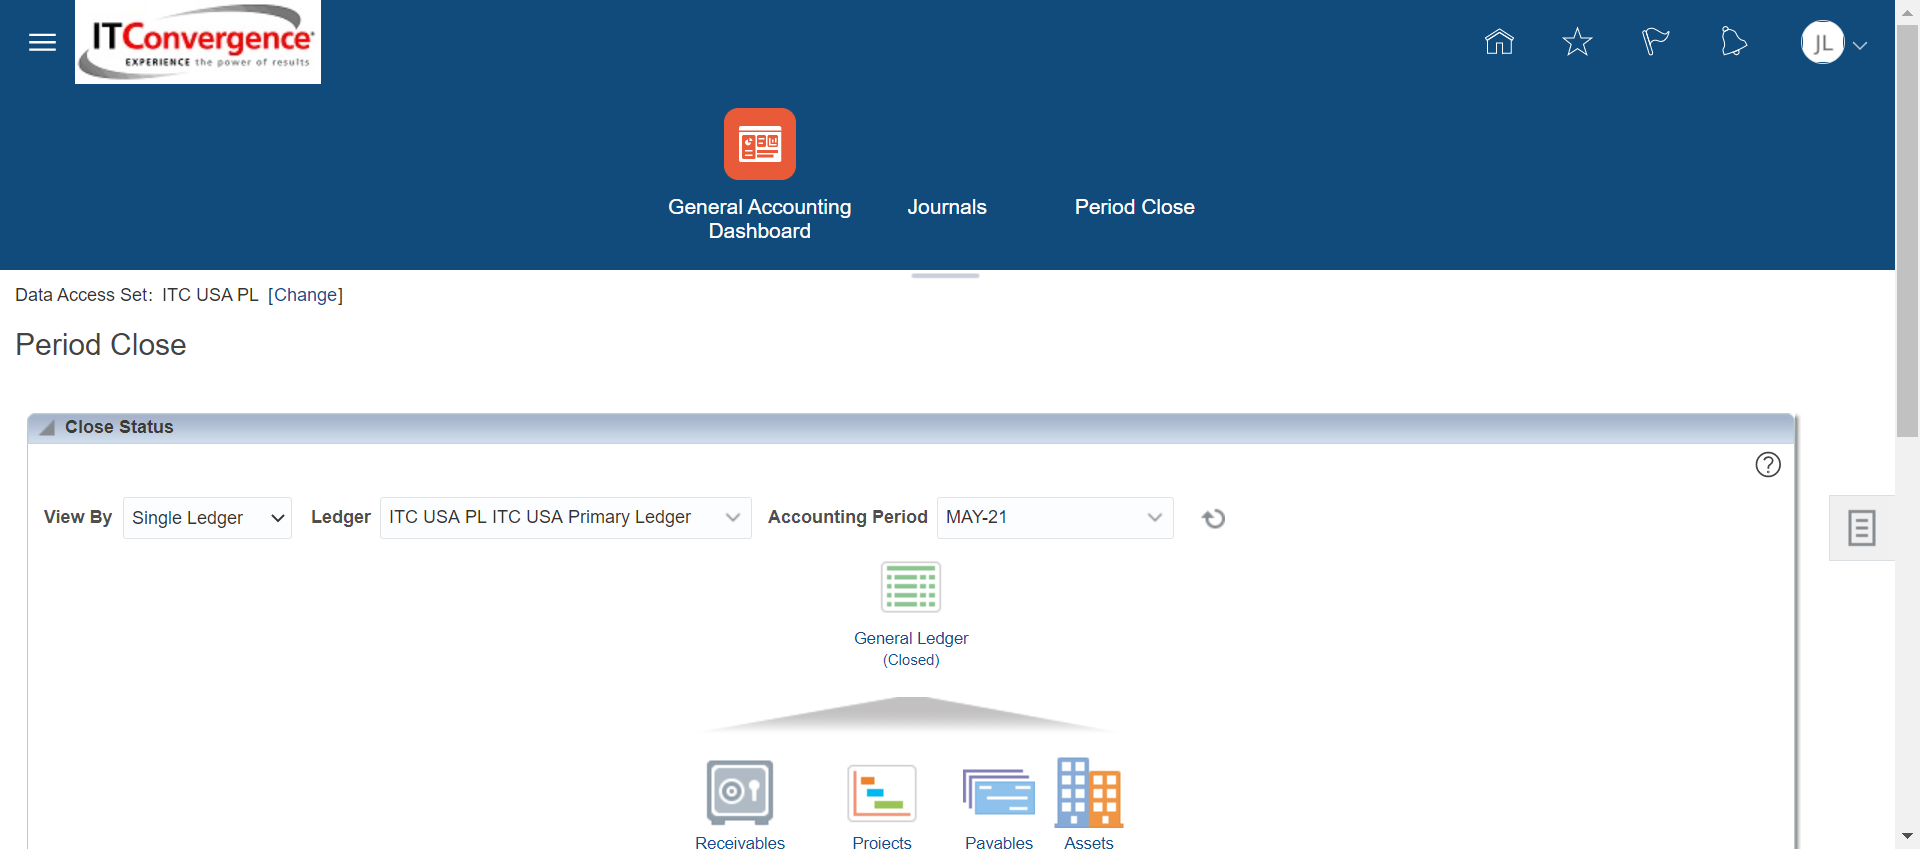 ITConvergence
EXPERIENCE the power of results
JL
General Accounting
Dashboard
Journals
Period Close
Data Access Set: ITC USA PL [Change]
Period Close
Close Status
?
View By Single Ledger Ledger ITC USA PL ITC USA Primary Ledger Accounting Period MAY-21
General Ledger
(Closed)
Receivables Projects Payables Assets